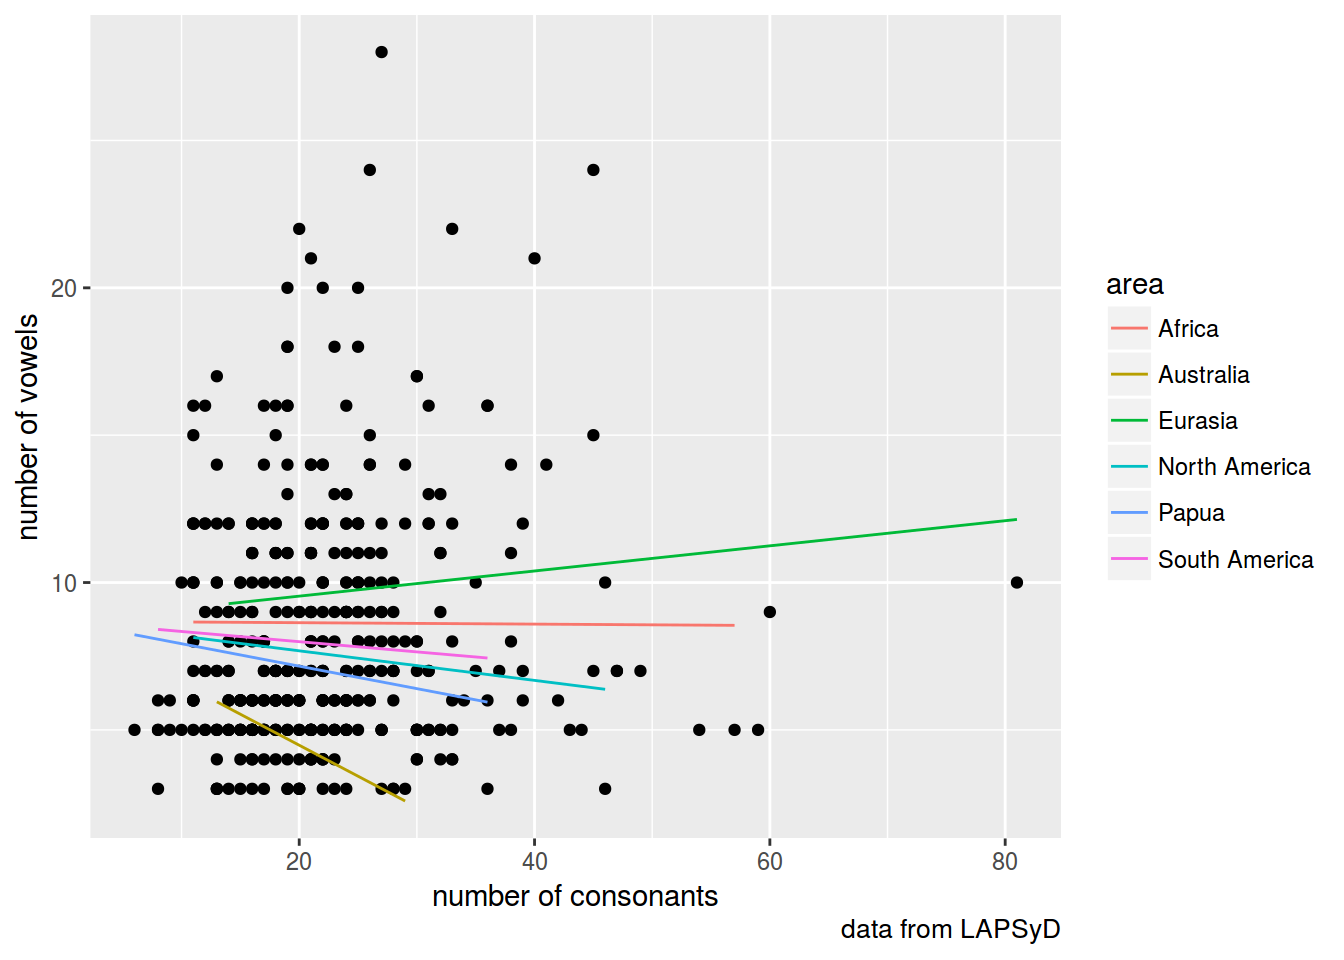 number of vowels
20
10
20
40
60
80
number of consonants
data from LAPSyD
area
Africa
Australia
Eurasia
North America
Papua
South America